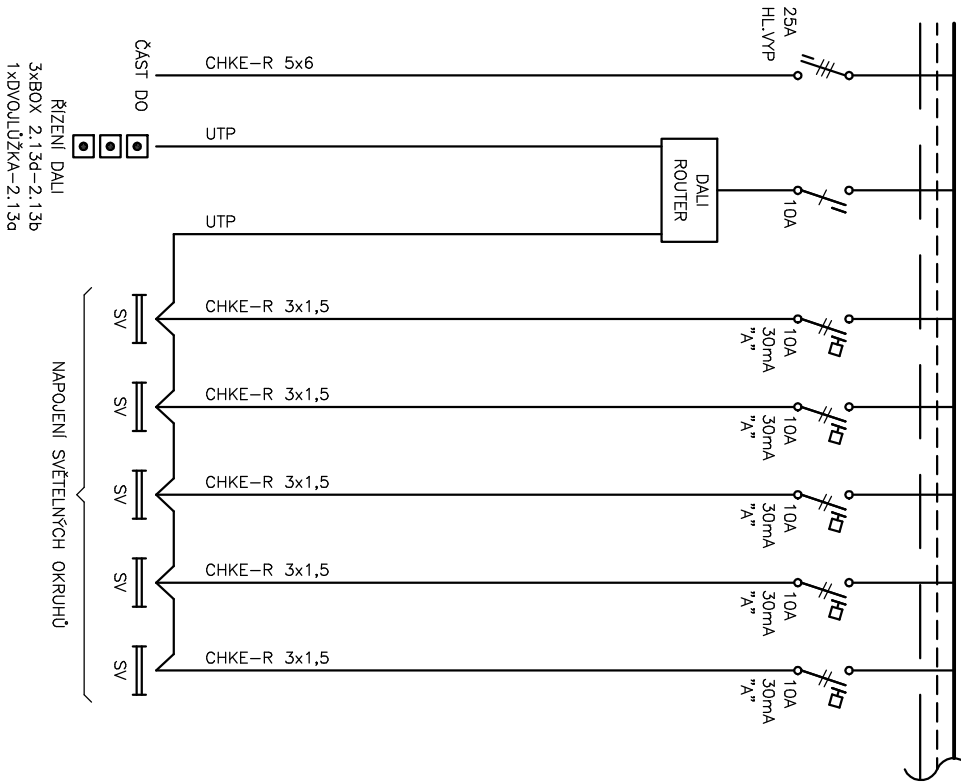 25A
HL.VYP
CHKE-R 5x6
ČÁST DO
UTP
DALI
ROUTER
10A
UTP
ŘÍZENÍ DALI
3xBOX 2.13d-2.13b
1xDVOJLŮŽKA-2.13a
CHKE-R 3x1,5
10A
30mA
"A"
SV
CHKE-R 3x1,5
10A
30mA
"A"
SV
CHKE-R 3x1,5
10A
30mA
"A"
SV
CHKE-R 3x1,5
10A
30mA
"A"
SV
CHKE-R 3x1,5
10A
30mA
"A"
SV
NAPOJENÍ SVĚTELNÝCH OKRUHŮ